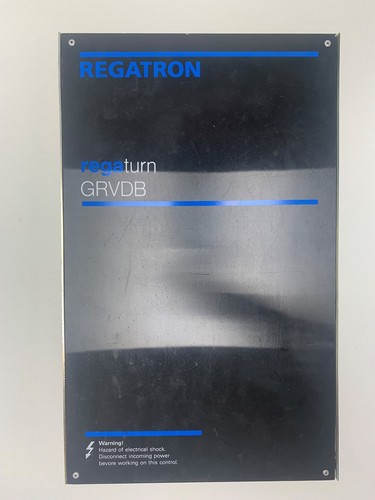 REGATRON
regaturn
GRVDB
Warning!
Hazard of electrical shock.
Disconnect incoming power
bevore working on this control.